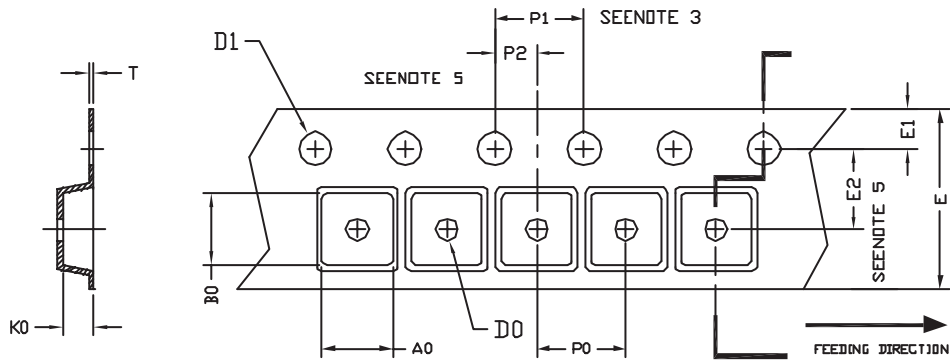 P1
SEENOTE 3
D1
P2
T
SEENOTE 5
E1
E2
E
SEENOTE 5
B0
K0
A0
D0
P0
FEEDING DIRECTION